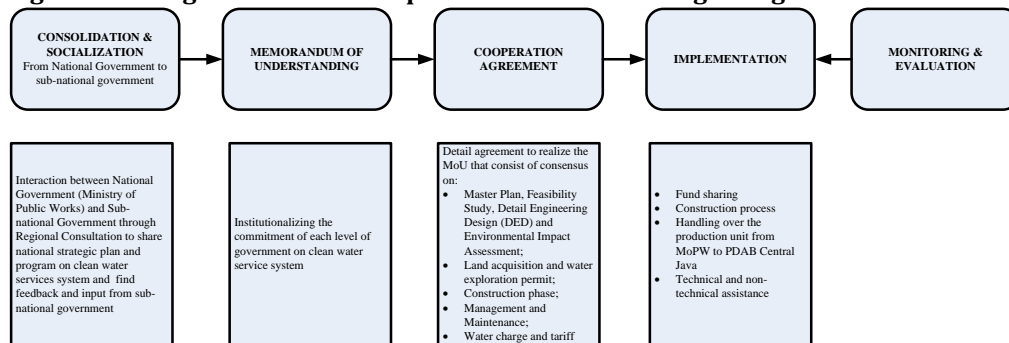 CONSOLIDATION &
SOCIALIZATION
From National Government to
sub-national government
MEMORANDUM OF
UNDERSTANDING
COOPERATION
AGREEMENT
IMPLEMENTATION
MONITORING &
EVALUATION
Interaction between National
Government (Ministry of
Public Works) and Sub-
national Government through
Regional Consultation to share
national strategic plan and
program on clean water
services system and find
feedback and input from sub-
national government
Institutionalizing the
commitment of each level of
government on clean water
service system
Detail agreement to realize the
MoU that consist of consensus
on:
• Master Plan, Feasibility
Study, Detail Engineering
Design (DED) and
Environmental Impact
Assessment;
• Land acquisition and water
exploration permit;
• Construction phase;
• Management and
Maintenance;
• Water charge and tariff
• Fund sharing
• Construction process
• Handling over the
production unit from
MoPW to PDAB Central
Java
• Technical and non-
technical assistance